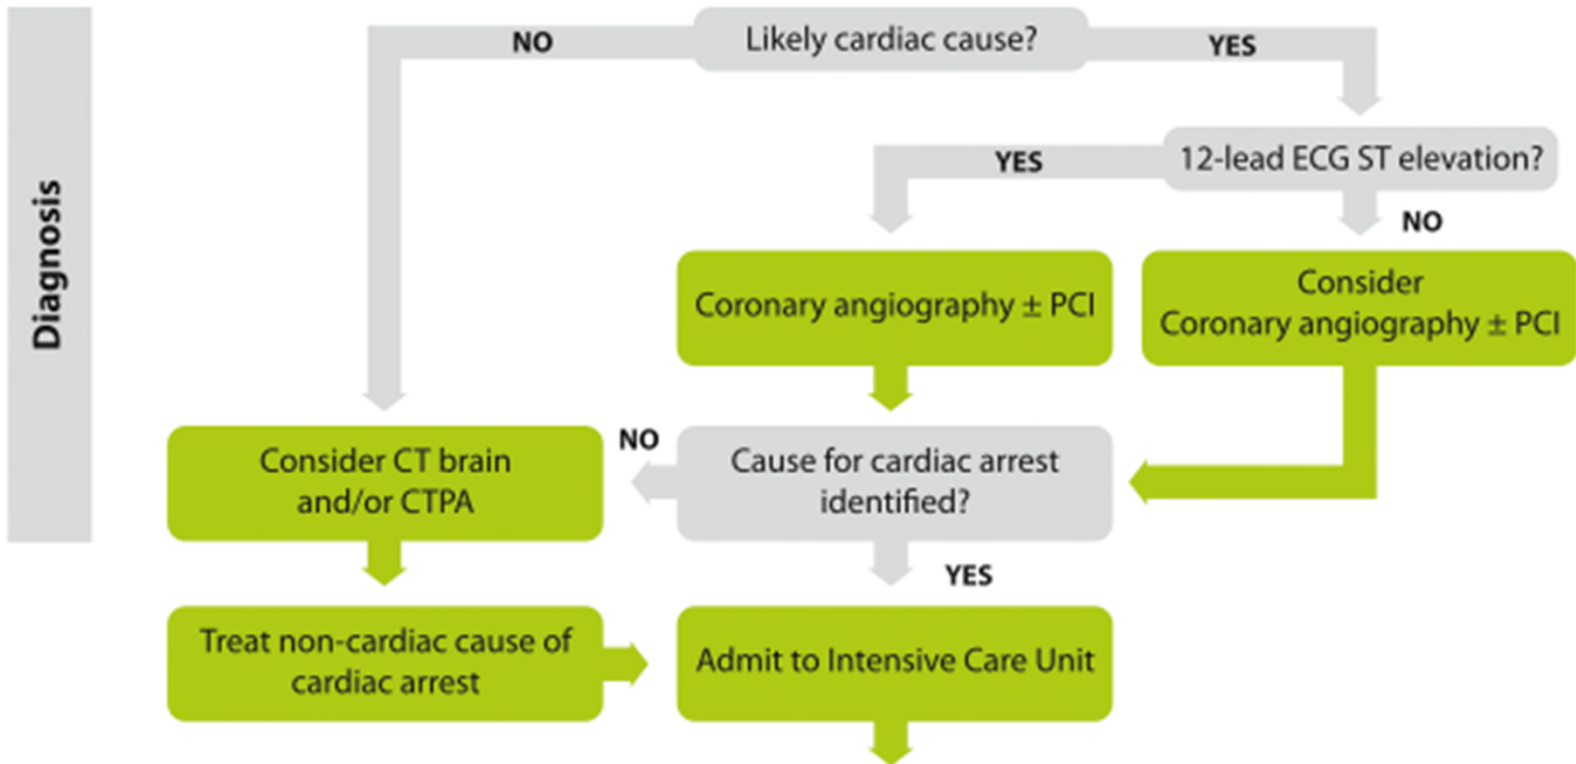 Diagnosis
Likely cardiac cause?
NO
YES
12-lead ECG ST elevation?
YES
NO
Coronary angiography ± PCI
Consider
Coronary angiography ± PCI
Cause for cardiac arrest
identified?
NO
YES
Consider CT brain
and/or CTPA
Treat non-cardiac cause of
cardiac arrest
Admit to Intensive Care Unit